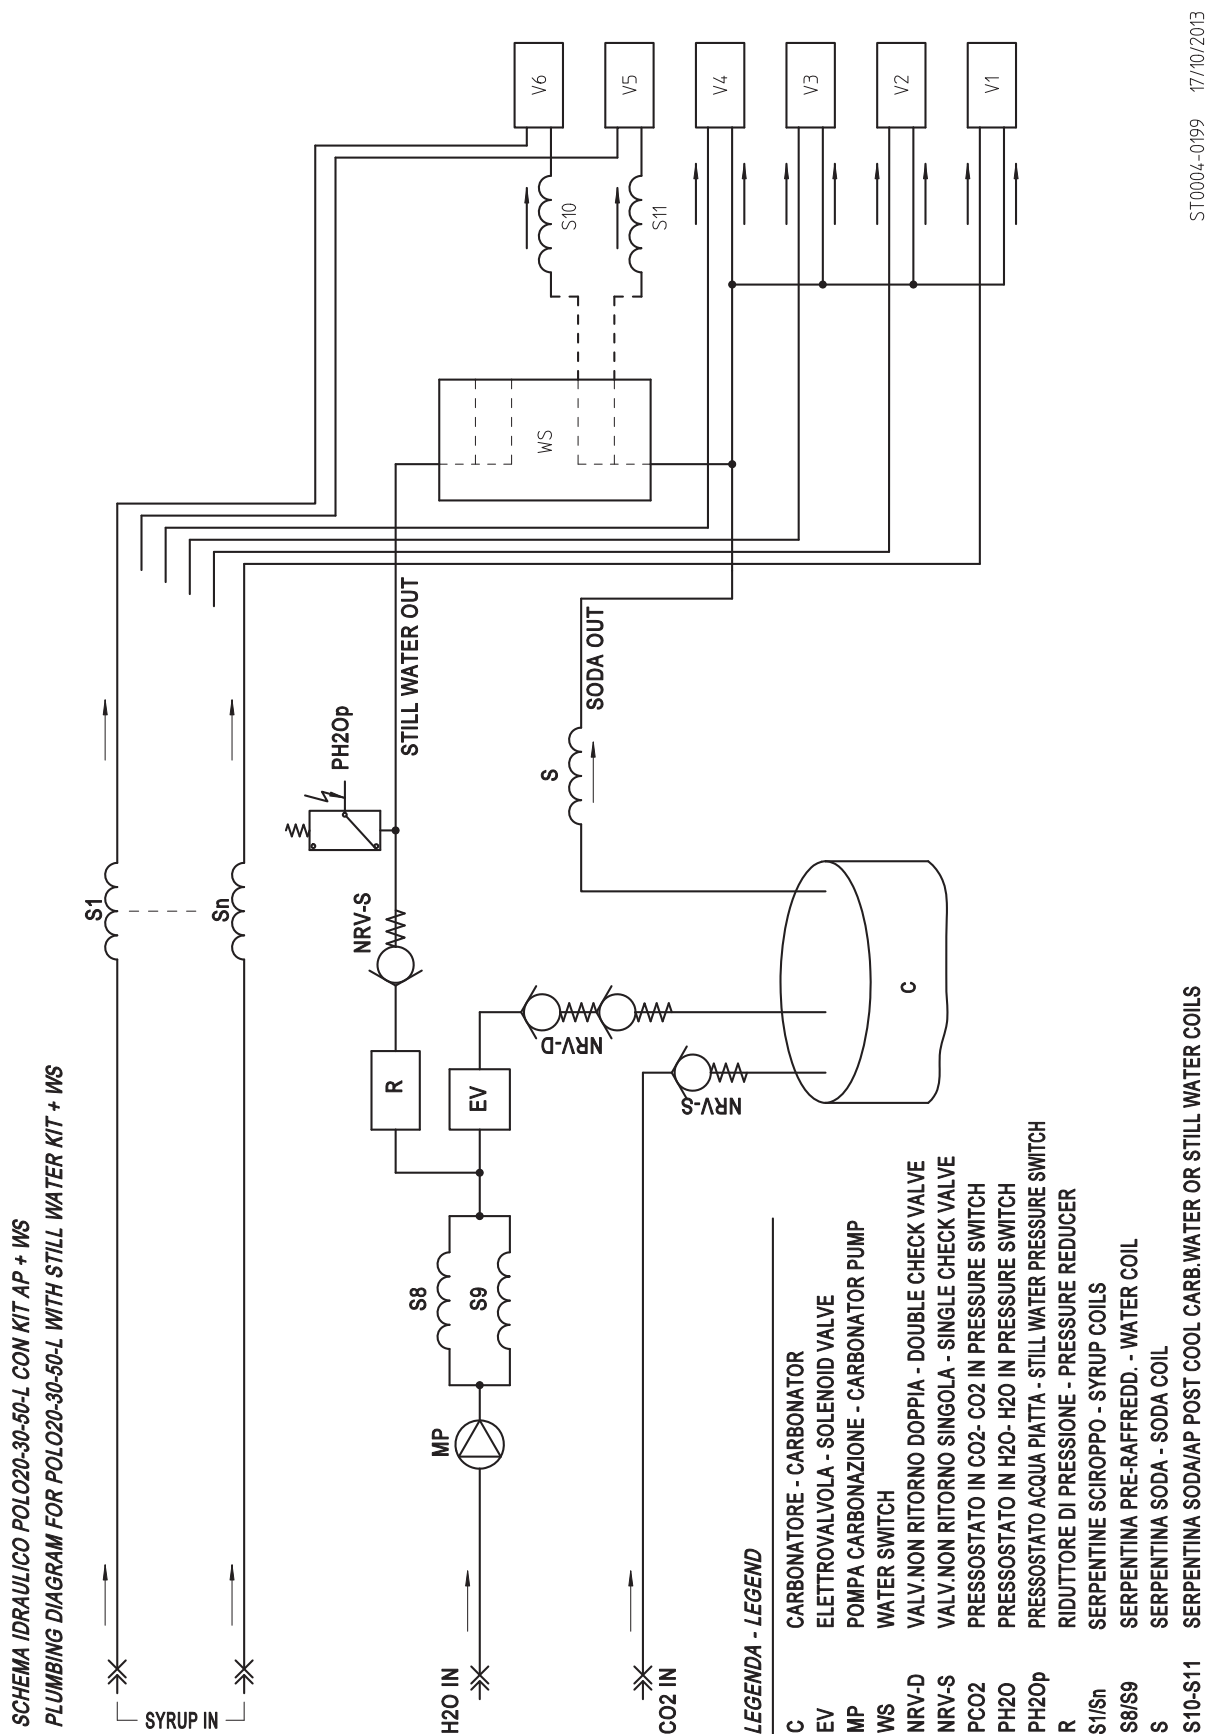 SCHEMA IDRAULICO POLO20-30-50-L CON KIT AP + WS
PLUMBING DIAGRAM FOR POLO20-30-50-L WITH STILL WATER KIT + WS
SYRUP IN
S1
Sn
H2O IN
MP
S8
S9
R
EV
NRV-S
PH2Op
STILL WATER OUT
NRV-D
CO2 IN
NRV-S
C
S
SODA OUT
WS
S10
S11
V6
V5
V4
V3
V2
V1
LEGENDA - LEGEND
C CARBONATORE - CARBONATOR
EV ELETTROVALVOLA - SOLENOID VALVE
MP POMPA CARBONAZIONE - CARBONATOR PUMP
WS WATER SWITCH
NRV-D VALV.NON RITORNO DOPPIA - DOUBLE CHECK VALVE
NRV-S VALV.NON RITORNO SINGOLA - SINGLE CHECK VALVE
PCO2 PRESSOSTATO IN CO2- CO2 IN PRESSURE SWITCH
PH2O PRESSOSTATO IN H2O- H2O IN PRESSURE SWITCH
PH2Op PRESSOSTATO ACQUA PIATTA - STILL WATER PRESSURE SWITCH
R RIDUTTORE DI PRESSIONE - PRESSURE REDUCER
S1/Sn SERPENTINE SCIROPPO - SYRUP COILS
S8/S9 SERPENTINA PRE-RAFFREDD. - WATER COIL
S SERPENTINA SODA - SODA COIL
S10-S11 SERPENTINA SODA/AP POST COOL CARB.WATER OR STILL WATER COILS
ST0004-0199 17/10/2013